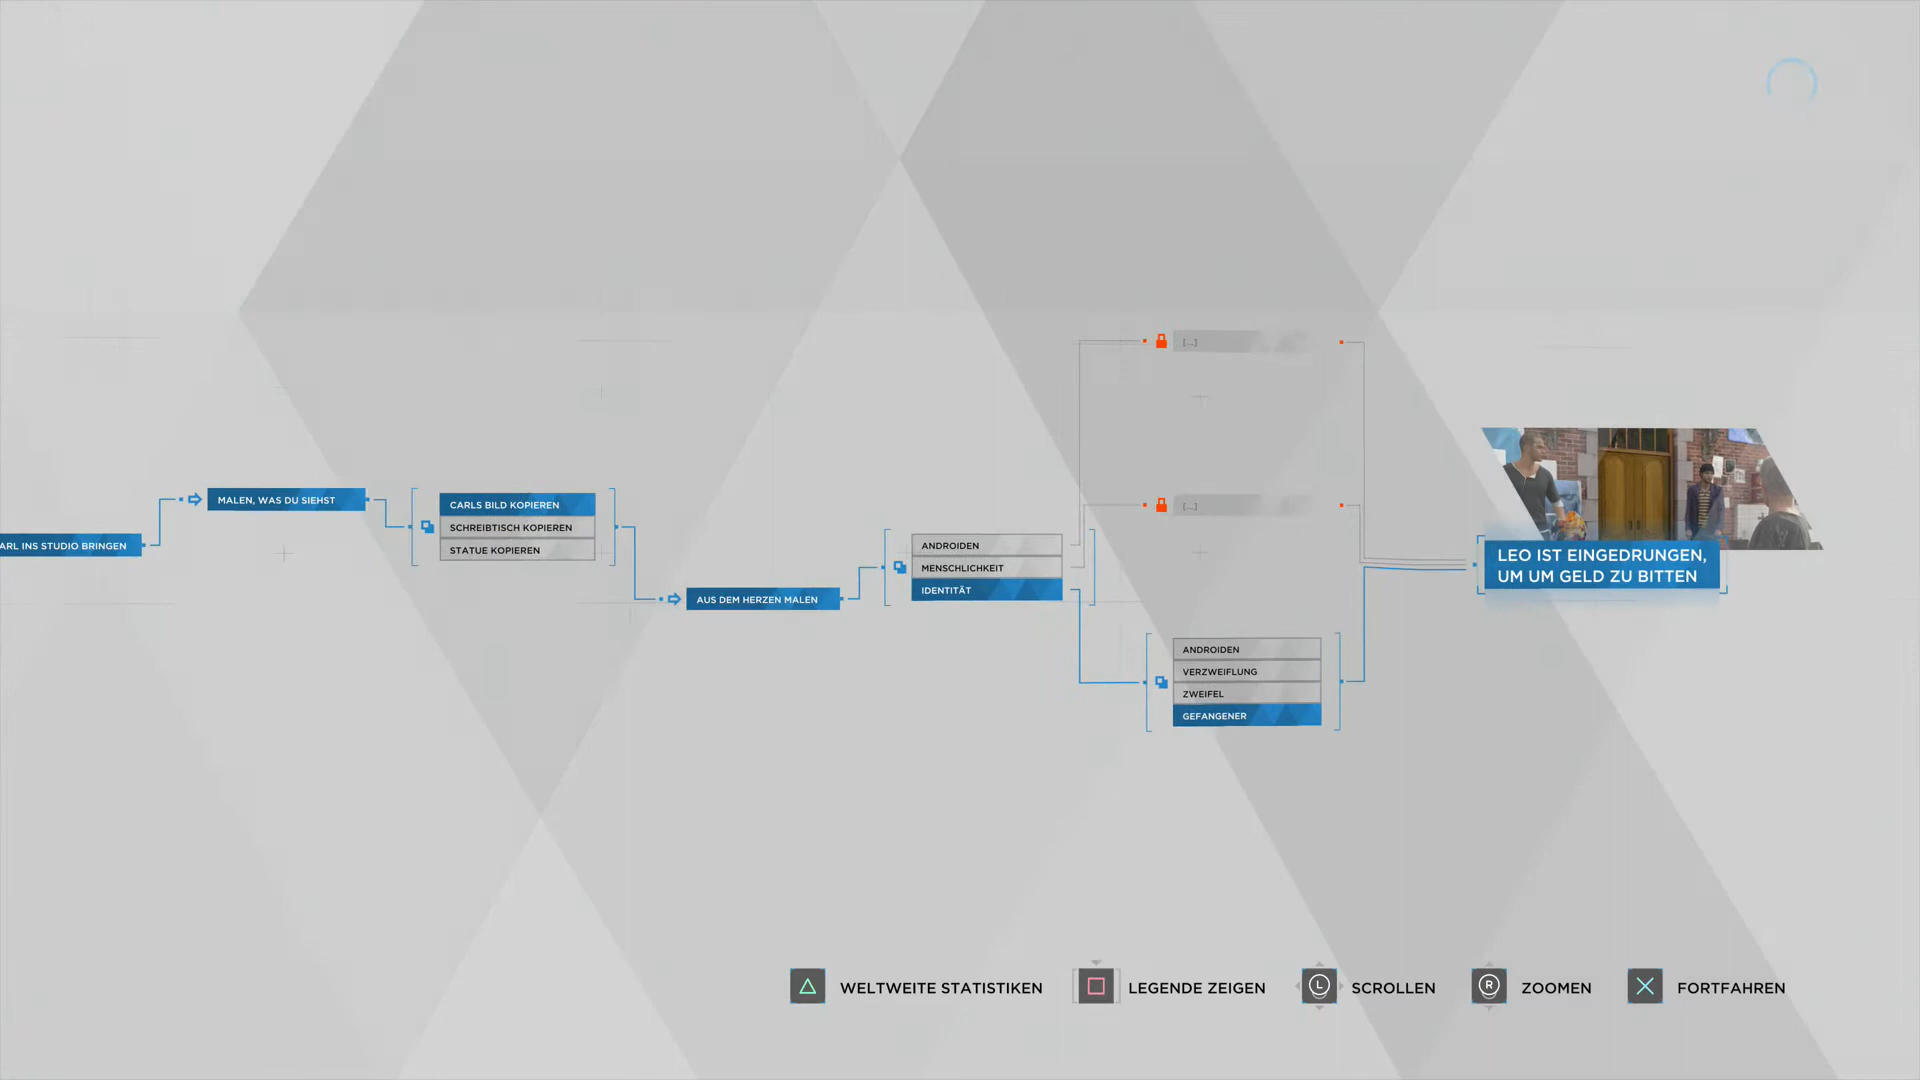 ARL INS STUDIO BRINGEN
MALEN, WAS DU SIEHST
CARLS BILD KOPIEREN
SCHREIBTISCH KOPIEREN
STATUE KOPIEREN
AUS DEM HERZEN MALEN
ANDROIDEN
MENSCHLICHKEIT
IDENTITÄT
[...]
[...]
ANDROIDEN
VERZWEIFLUNG
ZWEIFEL
GEFANGENER
LEO IST EINGEDRUNGEN,
UM UM GELD ZU BITTEN
WELTWEITE STATISTIKEN
LEGENDE ZEIGEN
L
SCROLLEN
R
ZOOMEN
FORTFAHREN